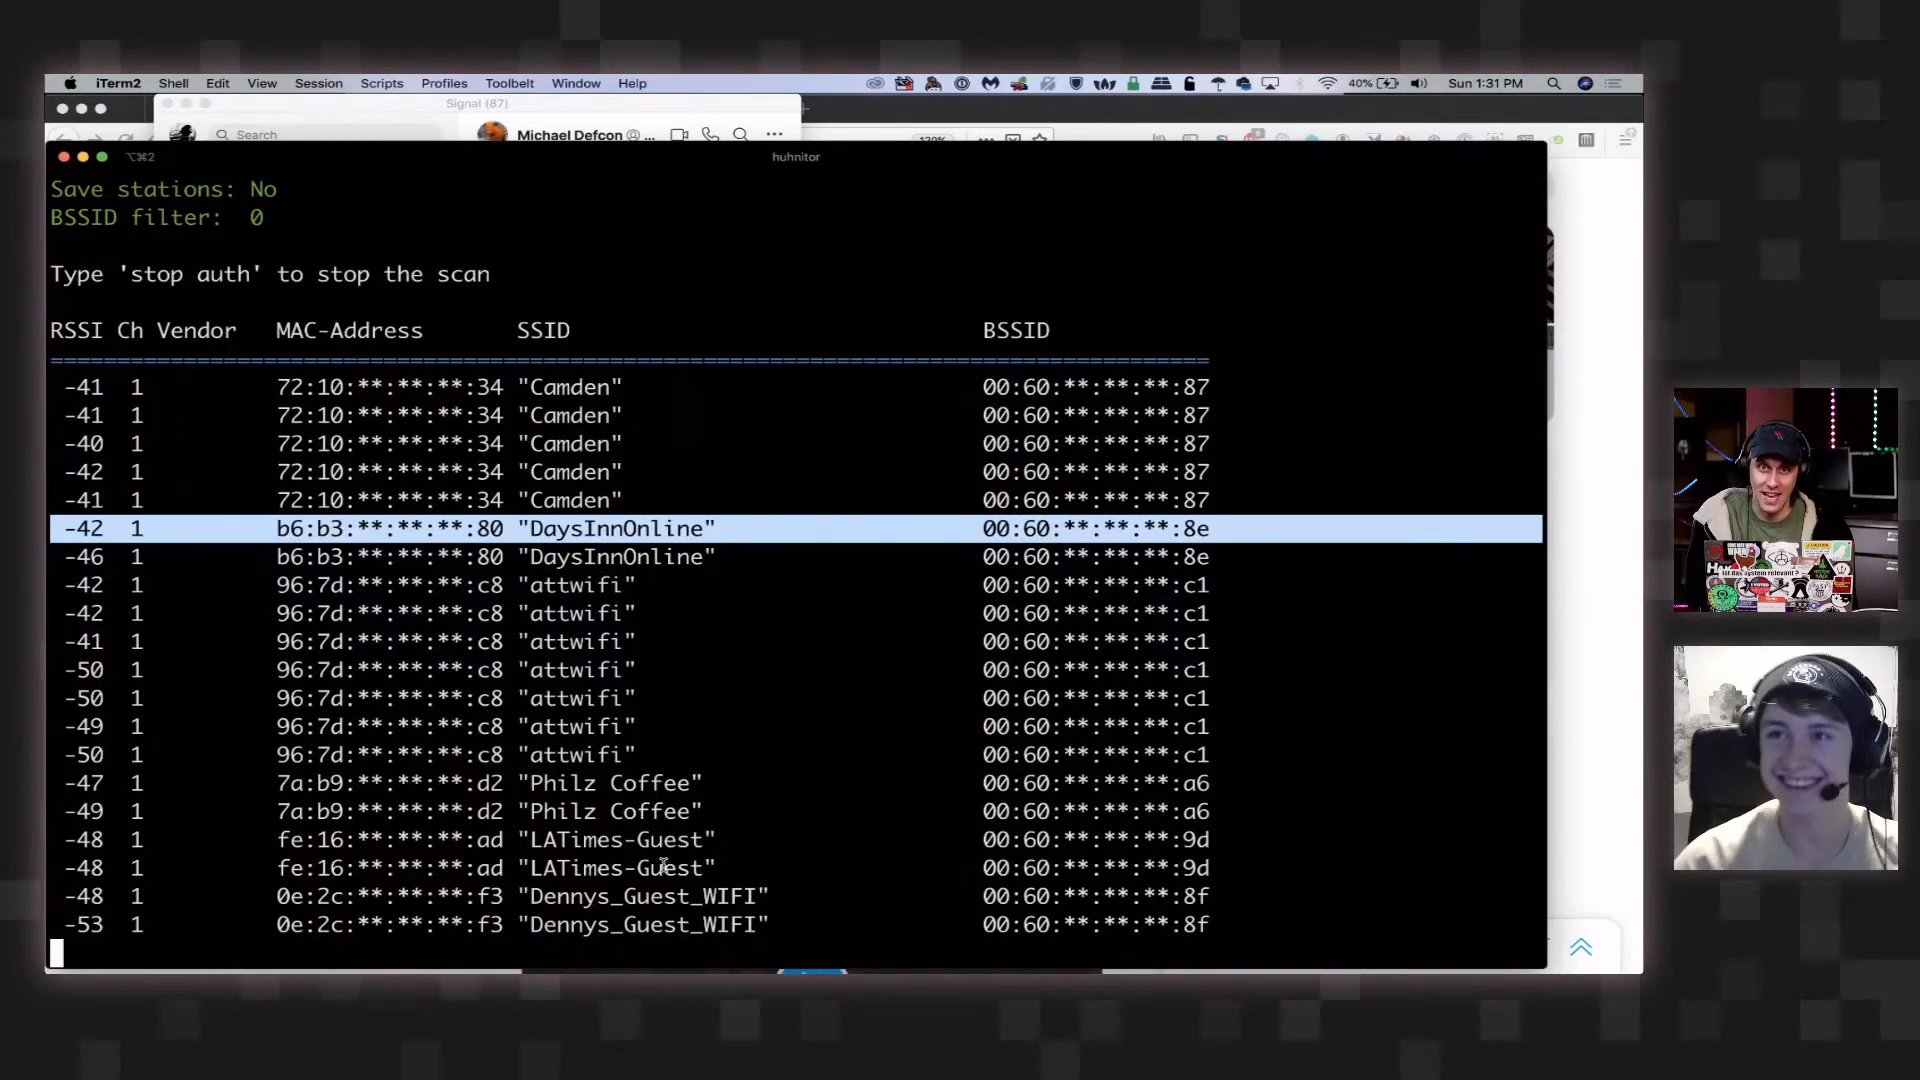 iTerm2 Shell Edit View Session Scripts Profiles Toolbelt Window Help 40% Sun 1:31 PM
Signal (87)
Search Michael Defcon ...
120%
⌥⌘2 huhnitor
Save stations: No
BSSID filter: 0
Type 'stop auth' to stop the scan
RSSI Ch Vendor MAC-Address SSID BSSID
================================================================================
-41 1 72:10:**:**:**:34 "Camden" 00:60:**:**:**:87
-41 1 72:10:**:**:**:34 "Camden" 00:60:**:**:**:87
-40 1 72:10:**:**:**:34 "Camden" 00:60:**:**:**:87
-42 1 72:10:**:**:**:34 "Camden" 00:60:**:**:**:87
-41 1 72:10:**:**:**:34 "Camden" 00:60:**:**:**:87
-42 1 b6:b3:**:**:**:80 "DaysInnOnline" 00:60:**:**:**:8e
-46 1 b6:b3:**:**:**:80 "DaysInnOnline" 00:60:**:**:**:8e
-42 1 96:7d:**:**:**:c8 "attwifi" 00:60:**:**:**:c1
-42 1 96:7d:**:**:**:c8 "attwifi" 00:60:**:**:**:c1
-41 1 96:7d:**:**:**:c8 "attwifi" 00:60:**:**:**:c1
-50 1 96:7d:**:**:**:c8 "attwifi" 00:60:**:**:**:c1
-50 1 96:7d:**:**:**:c8 "attwifi" 00:60:**:**:**:c1
-49 1 96:7d:**:**:**:c8 "attwifi" 00:60:**:**:**:c1
-50 1 96:7d:**:**:**:c8 "attwifi" 00:60:**:**:**:c1
-47 1 7a:b9:**:**:**:d2 "Philz Coffee" 00:60:**:**:**:a6
-49 1 7a:b9:**:**:**:d2 "Philz Coffee" 00:60:**:**:**:a6
-48 1 fe:16:**:**:**:ad "LATimes-Guest" 00:60:**:**:**:9d
-48 1 fe:16:**:**:**:ad "LATimes-Guest" 00:60:**:**:**:9d
-48 1 0e:2c:**:**:**:f3 "Dennys_Guest_WIFI" 00:60:**:**:**:8f
-53 1 0e:2c:**:**:**:f3 "Dennys_Guest_WIFI" 00:60:**:**:**:8f
ist das system relevant ?